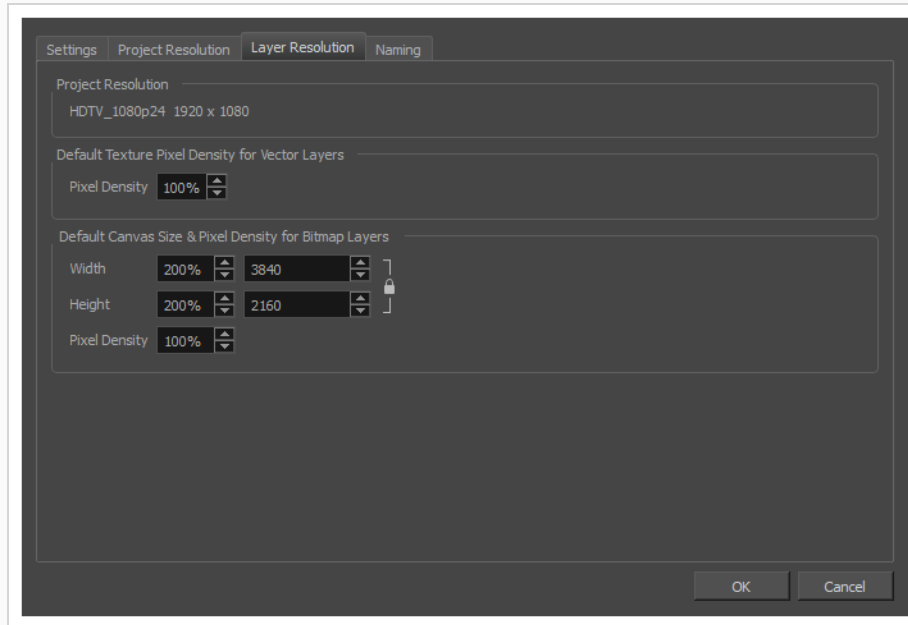 Settings Project Resolution Layer Resolution Naming
Project Resolution
HDTV_1080p24 1920 x 1080
Default Texture Pixel Density for Vector Layers
Pixel Density 100%
Default Canvas Size & Pixel Density for Bitmap Layers
Width 200% 3840
Height 200% 2160
Pixel Density 100%
OK Cancel